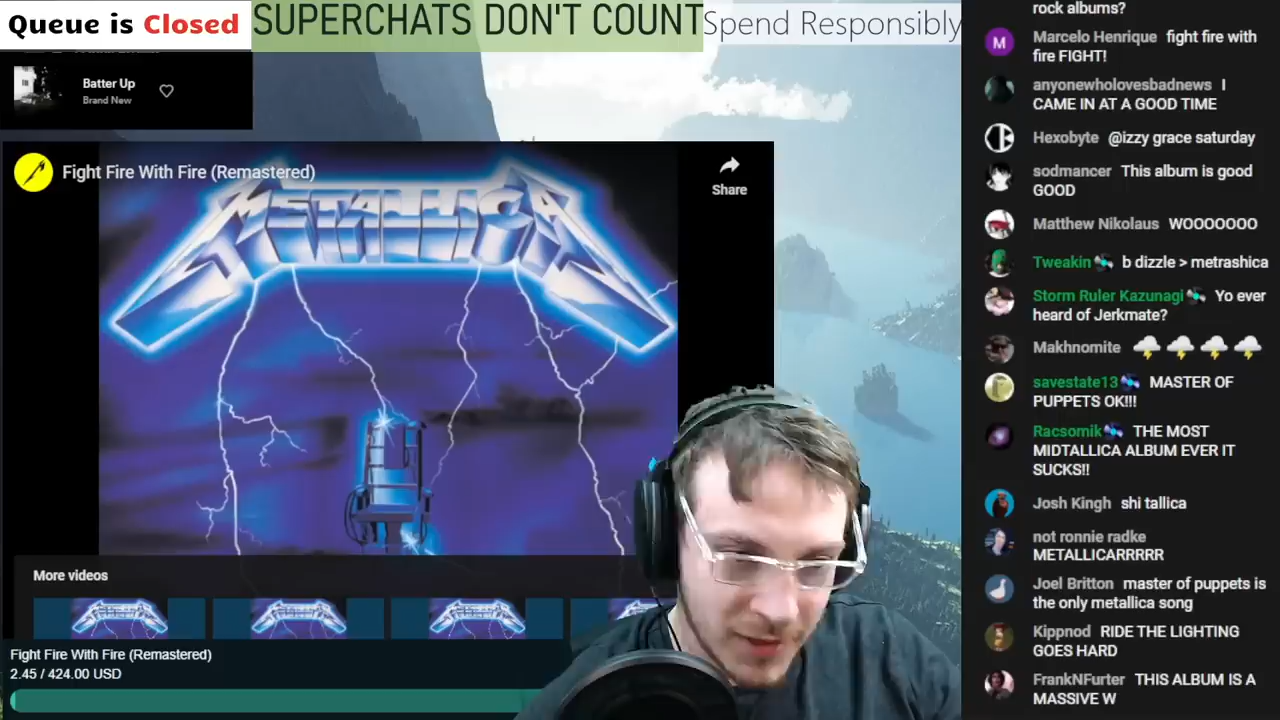 Queue is Closed
SUPERCHATS DON'T COUNT
Spend Responsibly
Batter Up
Brand New
Fight Fire With Fire (Remastered)
Share
METALLICA
More videos
Fight Fire With Fire (Remastered)
2.45 / 424.00 USD
rock albums?
M
Marcelo Henrique fight fire with
fire FIGHT!
anyonewholovesbadnews I
CAME IN AT A GOOD TIME
Hexobyte @izzy grace saturday
sodmancer This album is good
GOOD
Matthew Nikolaus WOOOOOOO
Tweakin b dizzle > metrashica
Storm Ruler Kazunagi Yo ever
heard of Jerkmate?
Makhnomite
savestate13 MASTER OF
PUPPETS OK!!!
Racsomik THE MOST
MIDTALLICA ALBUM EVER IT
SUCKS!!
Josh Kingh shi tallica
not ronnie radke
METALLICARRRRR
Joel Britton master of puppets is
the only metallica song
Kippnod RIDE THE LIGHTING
GOES HARD
FrankNFurter THIS ALBUM IS A
MASSIVE W